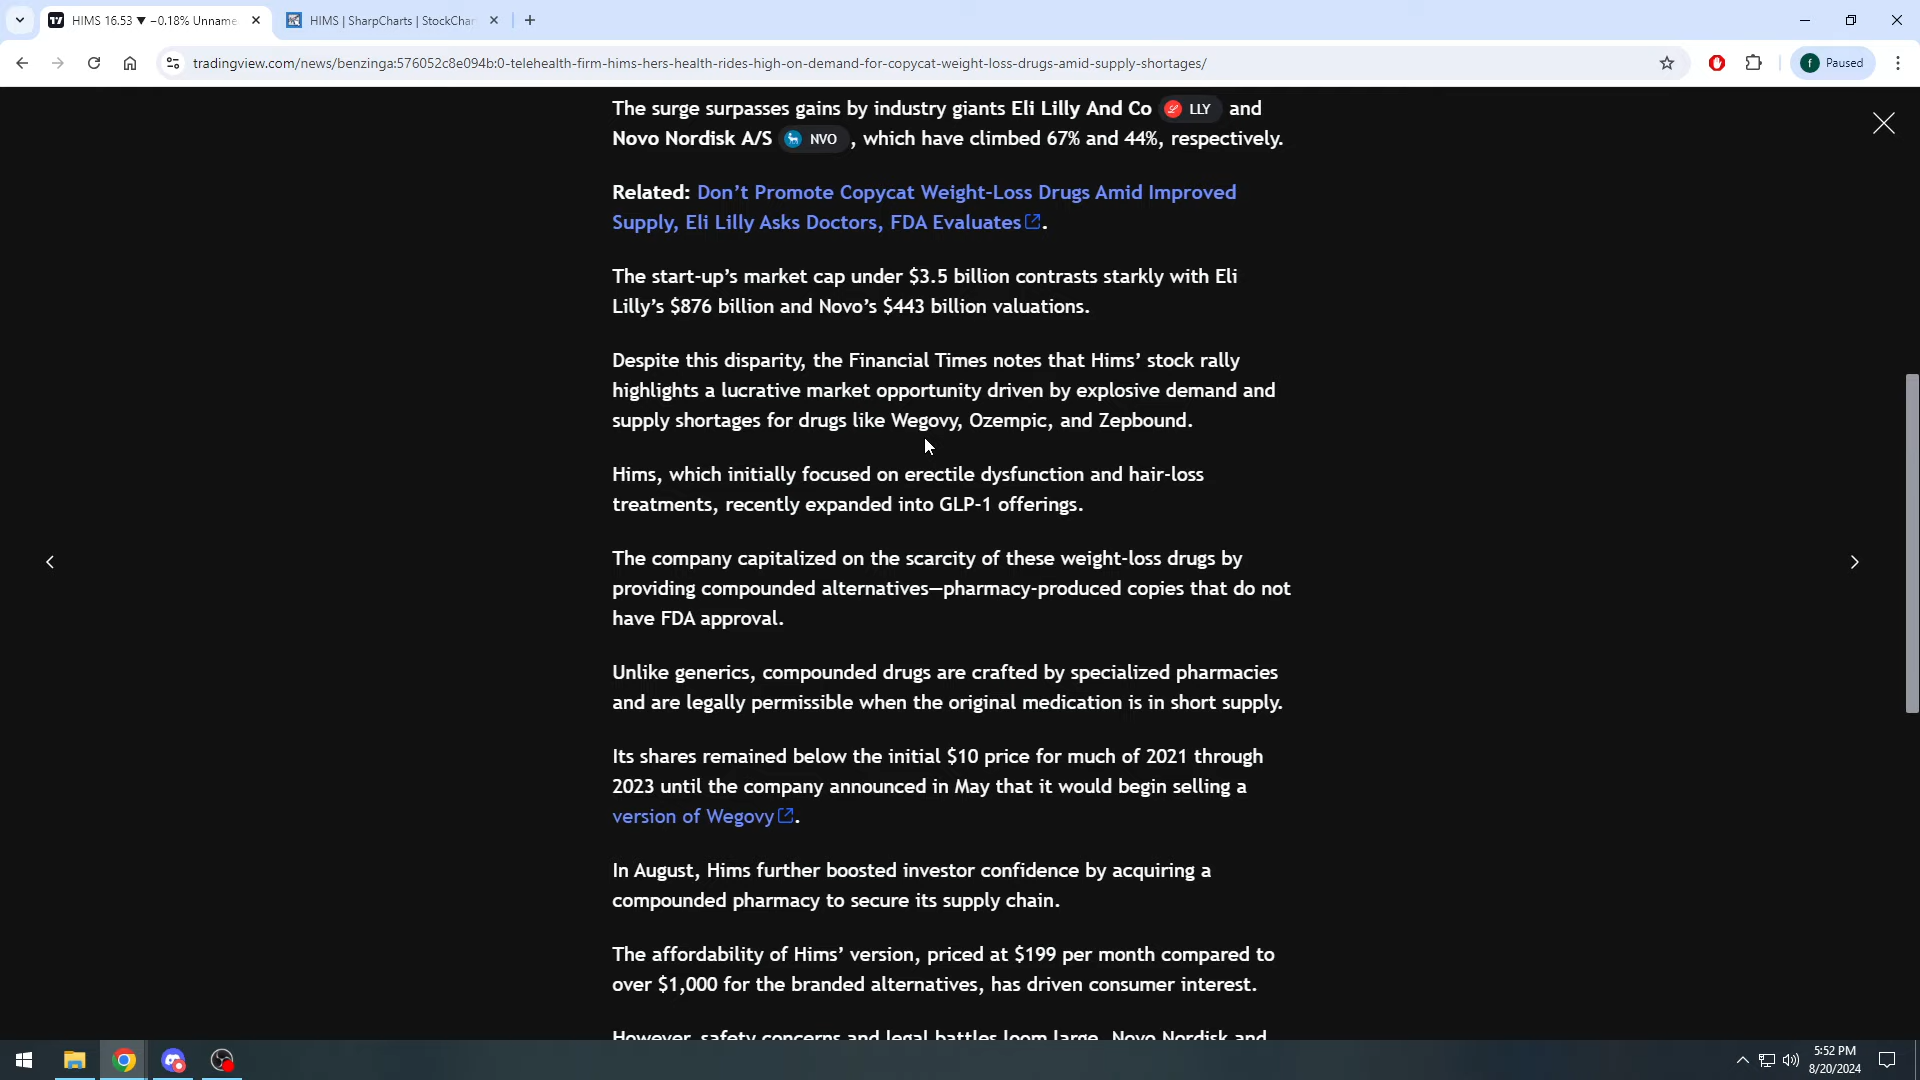 HIMS 16.53 ▼ −0.18% Unname
HIMS | SharpCharts | StockChar
tradingview.com/news/benzinga:576052c8e094b:0-telehealth-firm-hims-hers-health-rides-high-on-demand-for-copycat-weight-loss-drugs-amid-supply-shortages/
f Paused
The surge surpasses gains by industry giants Eli Lilly And Co LLY and
Novo Nordisk A/S NVO , which have climbed 67% and 44%, respectively.
Related: Don’t Promote Copycat Weight-Loss Drugs Amid Improved
Supply, Eli Lilly Asks Doctors, FDA Evaluates.
The start-up’s market cap under $3.5 billion contrasts starkly with Eli
Lilly’s $876 billion and Novo’s $443 billion valuations.
Despite this disparity, the Financial Times notes that Hims’ stock rally
highlights a lucrative market opportunity driven by explosive demand and
supply shortages for drugs like Wegovy, Ozempic, and Zepbound.
Hims, which initially focused on erectile dysfunction and hair-loss
treatments, recently expanded into GLP-1 offerings.
The company capitalized on the scarcity of these weight-loss drugs by
providing compounded alternatives—pharmacy-produced copies that do not
have FDA approval.
Unlike generics, compounded drugs are crafted by specialized pharmacies
and are legally permissible when the original medication is in short supply.
Its shares remained below the initial $10 price for much of 2021 through
2023 until the company announced in May that it would begin selling a
version of Wegovy.
In August, Hims further boosted investor confidence by acquiring a
compounded pharmacy to secure its supply chain.
The affordability of Hims’ version, priced at $199 per month compared to
over $1,000 for the branded alternatives, has driven consumer interest.
However, safety concerns and legal battles loom large. Novo Nordisk and
5:52 PM
8/20/2024